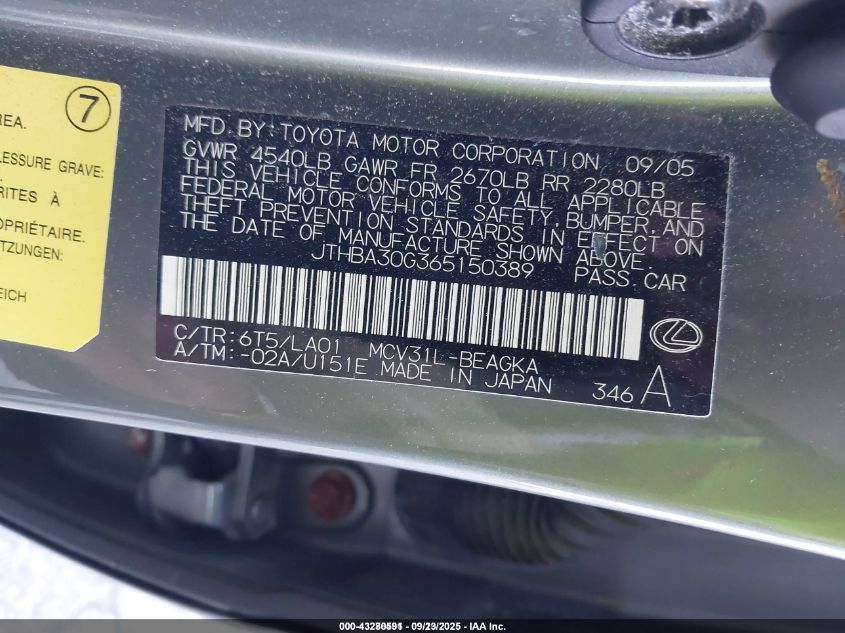 7
REA.
LESSURE GRAVE:
RITES À
OPRIÉTAIRE.
TZUNGEN.
EICH
MFD. BY: TOYOTA MOTOR CORPORATION 09/05
GVWR 4540LB GAWR FR 2670LB RR 2280LB
THIS VEHICLE CONFORMS TO ALL APPLICABLE
FEDERAL MOTOR VEHICLE SAFETY, BUMPER, AND
THEFT PREVENTION STANDARDS IN EFFECT ON
THE DATE OF MANUFACTURE SHOWN ABOVE.
JTHBA30G365150389 PASS.CAR
C/TR: 6T5/LA01 MCV31L-BEAGKA
A/TM: -02A/U151E MADE IN JAPAN 346 A
000-43280591 - 09/23/2025 - IAA Inc.